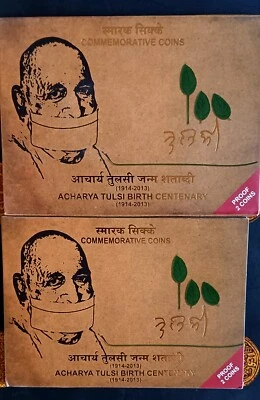 स्मारक सिक्के
COMMEMORATIVE COINS
आचार्य तुलसी जन्म शताब्दी
(1914-2013)
ACHARYA TULSI BIRTH CENTENARY
(1914-2013)
PROOF
2 COINS
स्मारक सिक्के
COMMEMORATIVE COINS
आचार्य तुलसी जन्म शताब्दी
(1914-2013)
ACHARYA TULSI BIRTH CENTENARY
(1914-2013)
PROOF
2 COINS